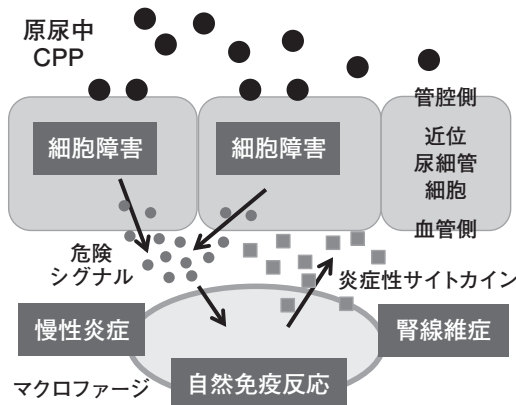 原尿中
CPP
管腔側
細胞障害
細胞障害
近位
尿細管
細胞
血管側
危険
シグナル
炎症性サイトカイン
慢性炎症
腎線維症
マクロファージ
自然免疫反応